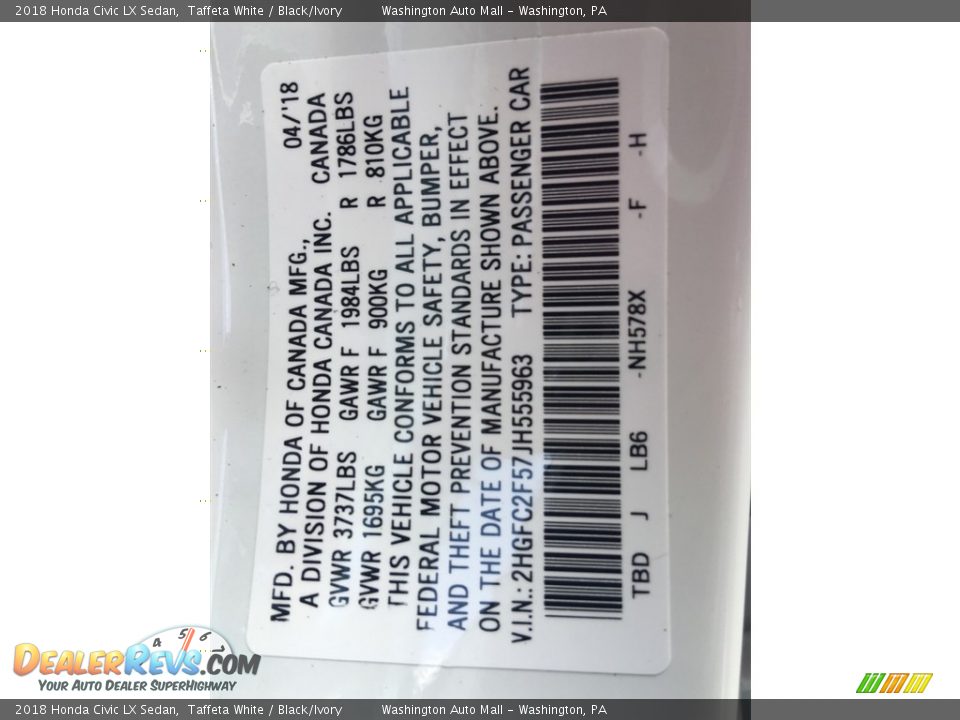 2018 Honda Civic LX Sedan, Taffeta White / Black/Ivory Washington Auto Mall - Washington, PA
MFD. BY HONDA OF CANADA MFG., 04/'18
A DIVISION OF HONDA CANADA INC. CANADA
GVWR 3737LBS GAWR F 1984LBS R 1786LBS
GVWR 1695KG GAWR F 900KG R 810KG
THIS VEHICLE CONFORMS TO ALL APPLICABLE
FEDERAL MOTOR VEHICLE SAFETY, BUMPER,
AND THEFT PREVENTION STANDARDS IN EFFECT
ON THE DATE OF MANUFACTURE SHOWN ABOVE.
V.I.N.: 2HGFC2F57JH555963 TYPE: PASSENGER CAR
TBD J LB6 -NH578X -F -H
4 5 6 7
DEALERREVS.COM
YOUR AUTO DEALER SUPERHIGHWAY
2018 Honda Civic LX Sedan, Taffeta White / Black/Ivory Washington Auto Mall - Washington, PA